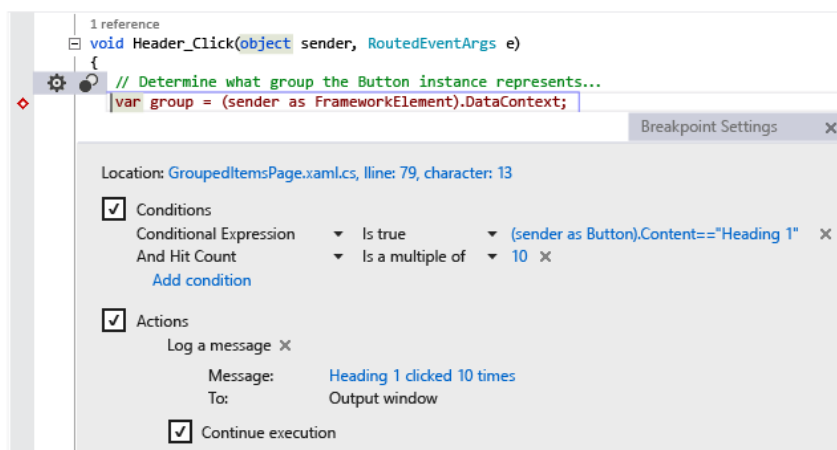 1 reference
void Header_Click(object sender, RoutedEventArgs e)
{
// Determine what group the Button instance represents...
var group = (sender as FrameworkElement).DataContext;
Breakpoint Settings
Location: GroupedItemsPage.xaml.cs, lline: 79, character: 13
Conditions
Conditional Expression Is true (sender as Button).Content=="Heading 1"
And Hit Count Is a multiple of 10
Add condition
Actions
Log a message
Message: Heading 1 clicked 10 times
To: Output window
Continue execution